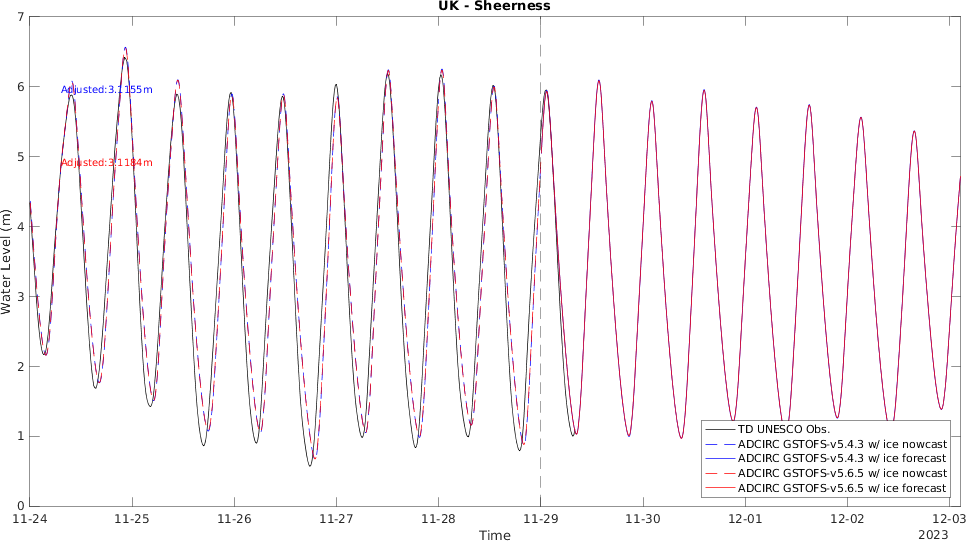 UK - Sheerness
7
6
5
4
3
2
1
0
Water Level (m)
Adjusted:3.1155m
Adjusted:3.1184m
TD UNESCO Obs.
ADCIRC GSTOFS-v5.4.3 w/ ice nowcast
ADCIRC GSTOFS-v5.4.3 w/ ice forecast
ADCIRC GSTOFS-v5.6.5 w/ ice nowcast
ADCIRC GSTOFS-v5.6.5 w/ ice forecast
11-24 11-25 11-26 11-27 11-28 11-29 11-30 12-01 12-02 12-03
Time
2023